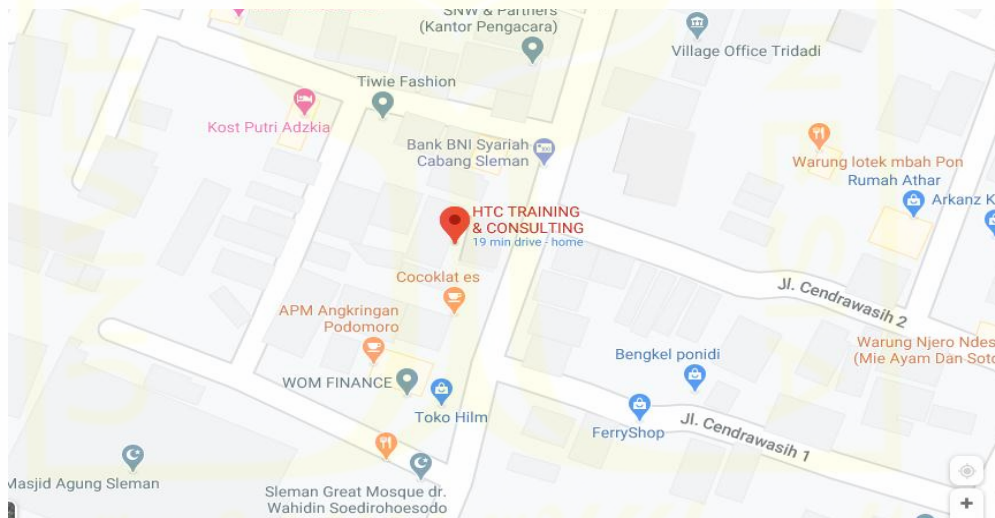 SNW & Partners
(Kantor Pengacara)
Village Office Tridadi
Tiwie Fashion
Kost Putri Adzkia
Bank BNI Syariah
Cabang Sleman
Warung lotek mbah Pon
Rumah Athar
Arkanz K
HTC TRAINING
& CONSULTING
19 min drive - home
Cocoklat es
Jl. Cendrawasih 2
APM Angkringan
Podomoro
Warung Njero Ndes
(Mie Ayam Dan Soto
Bengkel ponidi
WOM FINANCE
Toko Hilm
FerryShop
Jl. Cendrawasih 1
Masjid Agung Sleman
Sleman Great Mosque dr.
Wahidin Soedirohoesodo